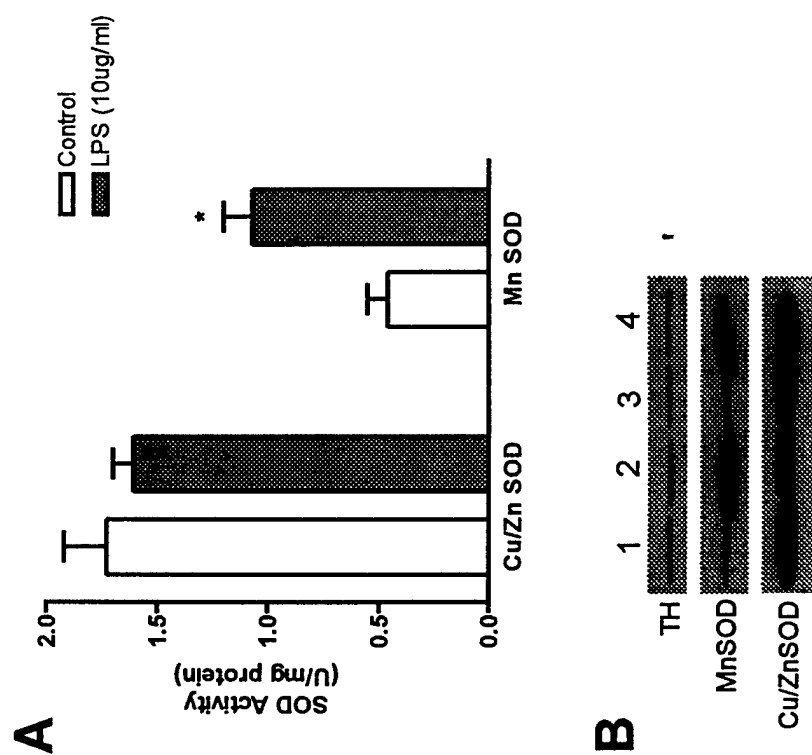 A
Control
LPS (10ug/ml)
SOD Activity
(U/mg protein)
2.0
1.5
1.0
0.5
0.0
*
Cu/Zn SOD
Mn SOD
B
1 2 3 4
TH
MnSOD
Cu/ZnSOD